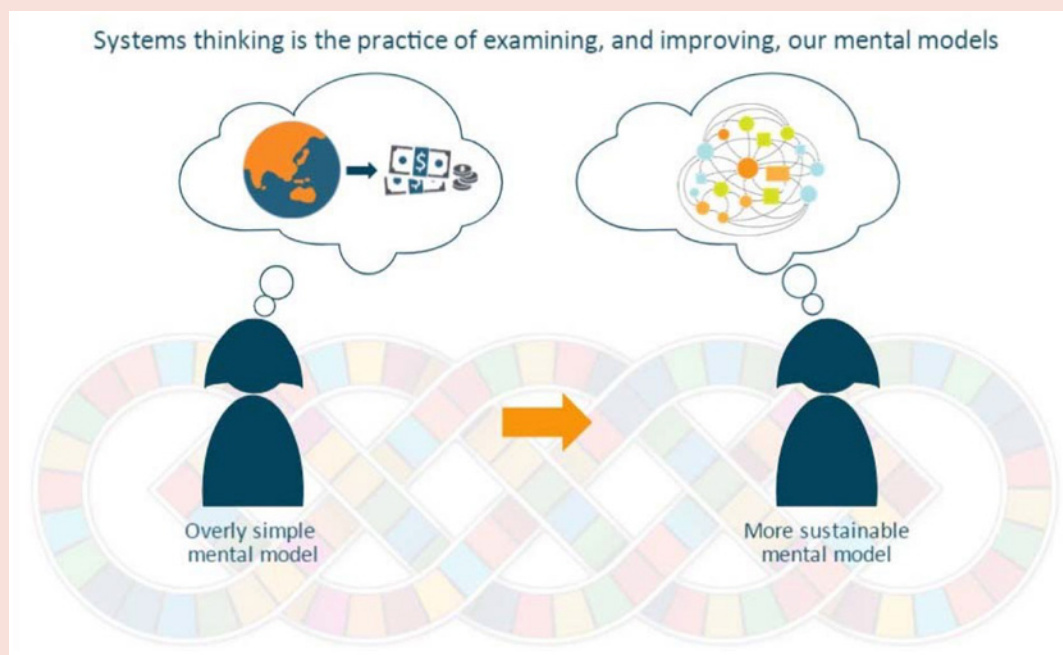 Systems thinking is the practice of examining, and improving, our mental models
$
Overly simple
mental model
More sustainable
mental model